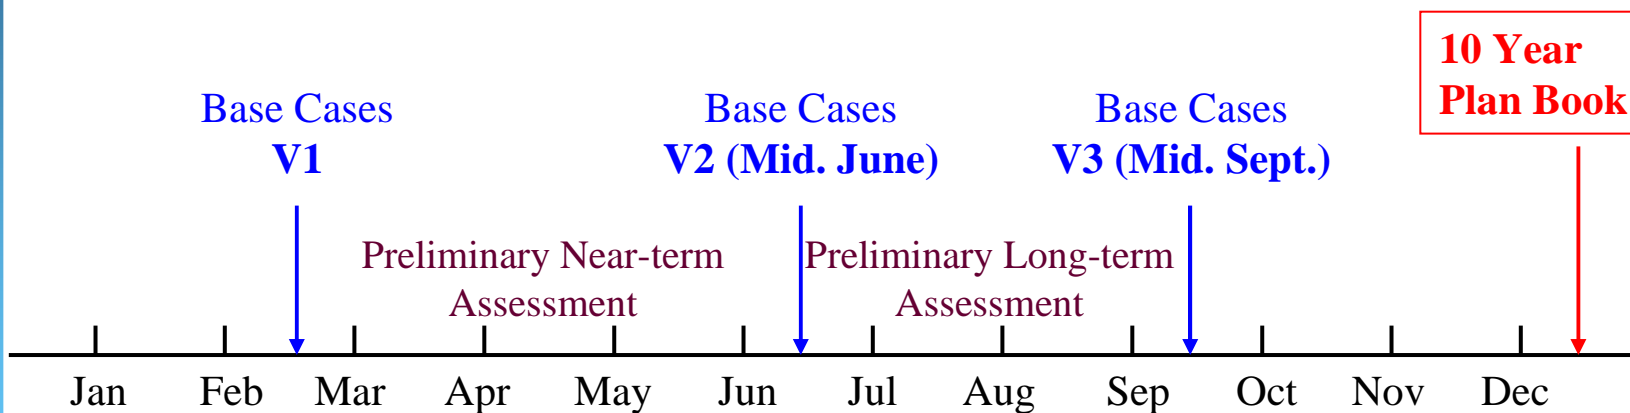 10 Year
Plan Book
Base Cases
V1
Base Cases
V2 (Mid. June)
Base Cases
V3 (Mid. Sept.)
Preliminary Near-term
Assessment
Preliminary Long-term
Assessment
Jan Feb Mar Apr May Jun Jul Aug Sep Oct Nov Dec